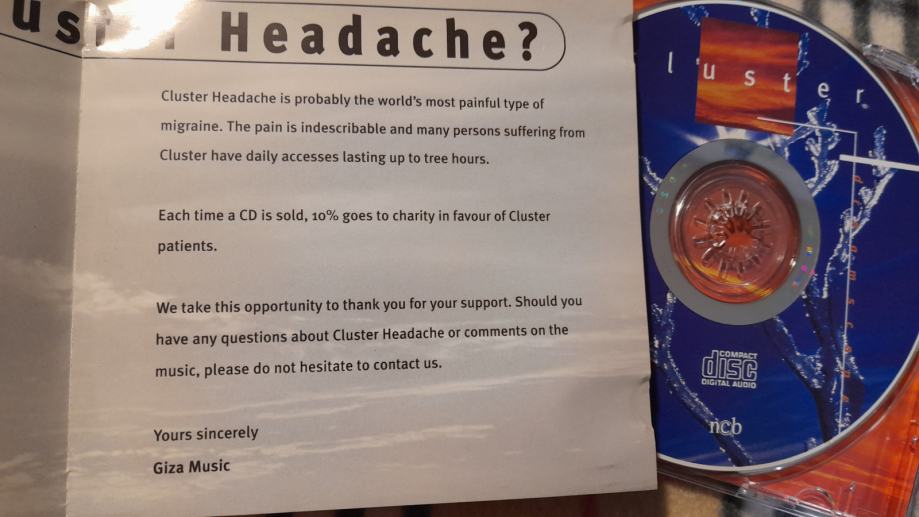 Headache?
Cluster Headache is probably the world's most painful type of
migraine. The pain is indescribable and many persons suffering from
Cluster have daily accesses lasting up to tree hours.
Each time a CD is sold, 10% goes to charity in favour of Cluster
patients.
We take this opportunity to thank you for your support. Should you
have any questions about Cluster Headache or comments on the
music, please do not hesitate to contact us.
Yours sincerely
Giza Music
luster
dreamscape
COMPACT
disc
DIGITAL AUDIO
ncb